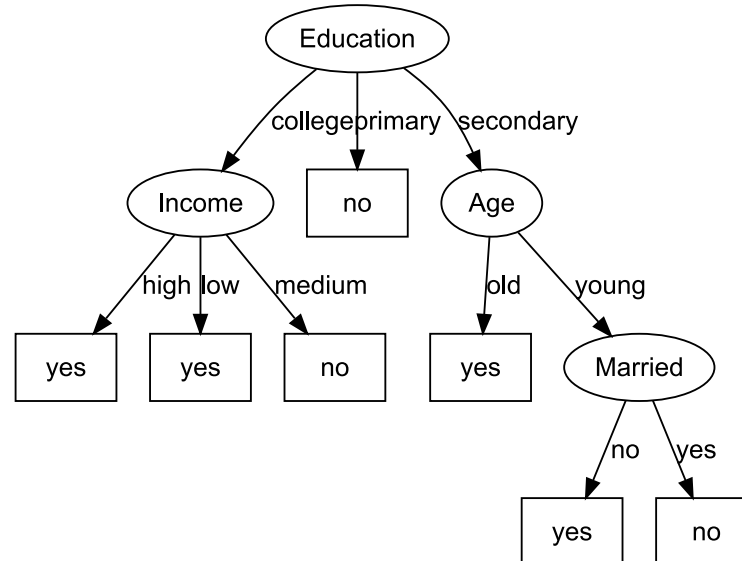 Education
college primary secondary
Income no Age
high low medium old young
yes yes no yes Married
no yes
yes no